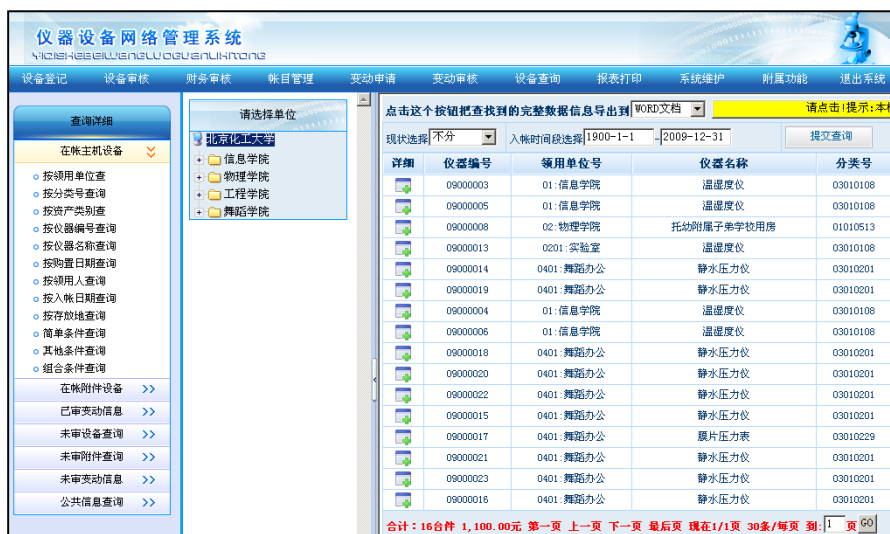 仪器设备网络管理系统
YIQISHEBEIWANGLUOGUANLIXITONG
设备登记 设备审核 财务审核 帐目管理 变动申请 变动审核 设备查询 报表打印 系统维护 附属功能 退出系统
查询详细
在帐主机设备
按领用单位查
按分类号查询
按资产类别查
按仪器编号查询
按仪器名称查询
按购置日期查询
按领用人查询
按入帐日期查询
按存放地查询
简单条件查询
其他条件查询
组合条件查询
在帐附件设备 >>
已审变动信息 >>
未审设备查询 >>
未审附件查询 >>
未审变动信息 >>
公共信息查询 >>
请选择单位
北京化工大学
信息学院
物理学院
工程学院
舞蹈学院
点击这个按钮把查找到的完整数据信息导出到 WORD文档 请点击!提示:本
现状选择 不分 入帐时间段选择 1900-1-1 - 2009-12-31 提交查询
详细 仪器编号 领用单位号 仪器名称 分类号
09000003 01:信息学院 温湿度仪 03010108
09000005 01:信息学院 温湿度仪 03010108
09000008 02:物理学院 托幼附属子弟学校用房 01010513
09000013 0201:实验室 温湿度仪 03010108
09000014 0401:舞蹈办公 静水压力仪 03010201
09000019 0401:舞蹈办公 静水压力仪 03010201
09000004 01:信息学院 温湿度仪 03010108
09000006 01:信息学院 温湿度仪 03010108
09000018 0401:舞蹈办公 静水压力仪 03010201
09000020 0401:舞蹈办公 静水压力仪 03010201
09000022 0401:舞蹈办公 静水压力仪 03010201
09000015 0401:舞蹈办公 静水压力仪 03010201
09000017 0401:舞蹈办公 膜片压力表 03010229
09000021 0401:舞蹈办公 静水压力仪 03010201
09000023 0401:舞蹈办公 静水压力仪 03010201
09000016 0401:舞蹈办公 静水压力仪 03010201
合计：16台件 1,100.00元 第一页 上一页 下一页 最后页 现在1/1页 30条/每页 到:1 页 GO